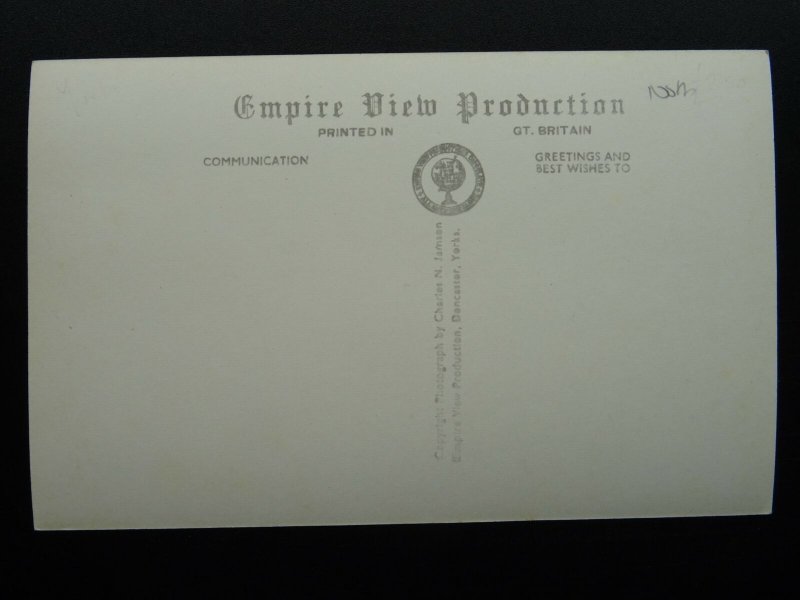 Empire View Production
PRINTED IN GT. BRITAIN
COMMUNICATION
GREETINGS AND
BEST WISHES TO
Copyright Photograph by Charles N. Jamson
Empire View Production, Doncaster, Yorks.